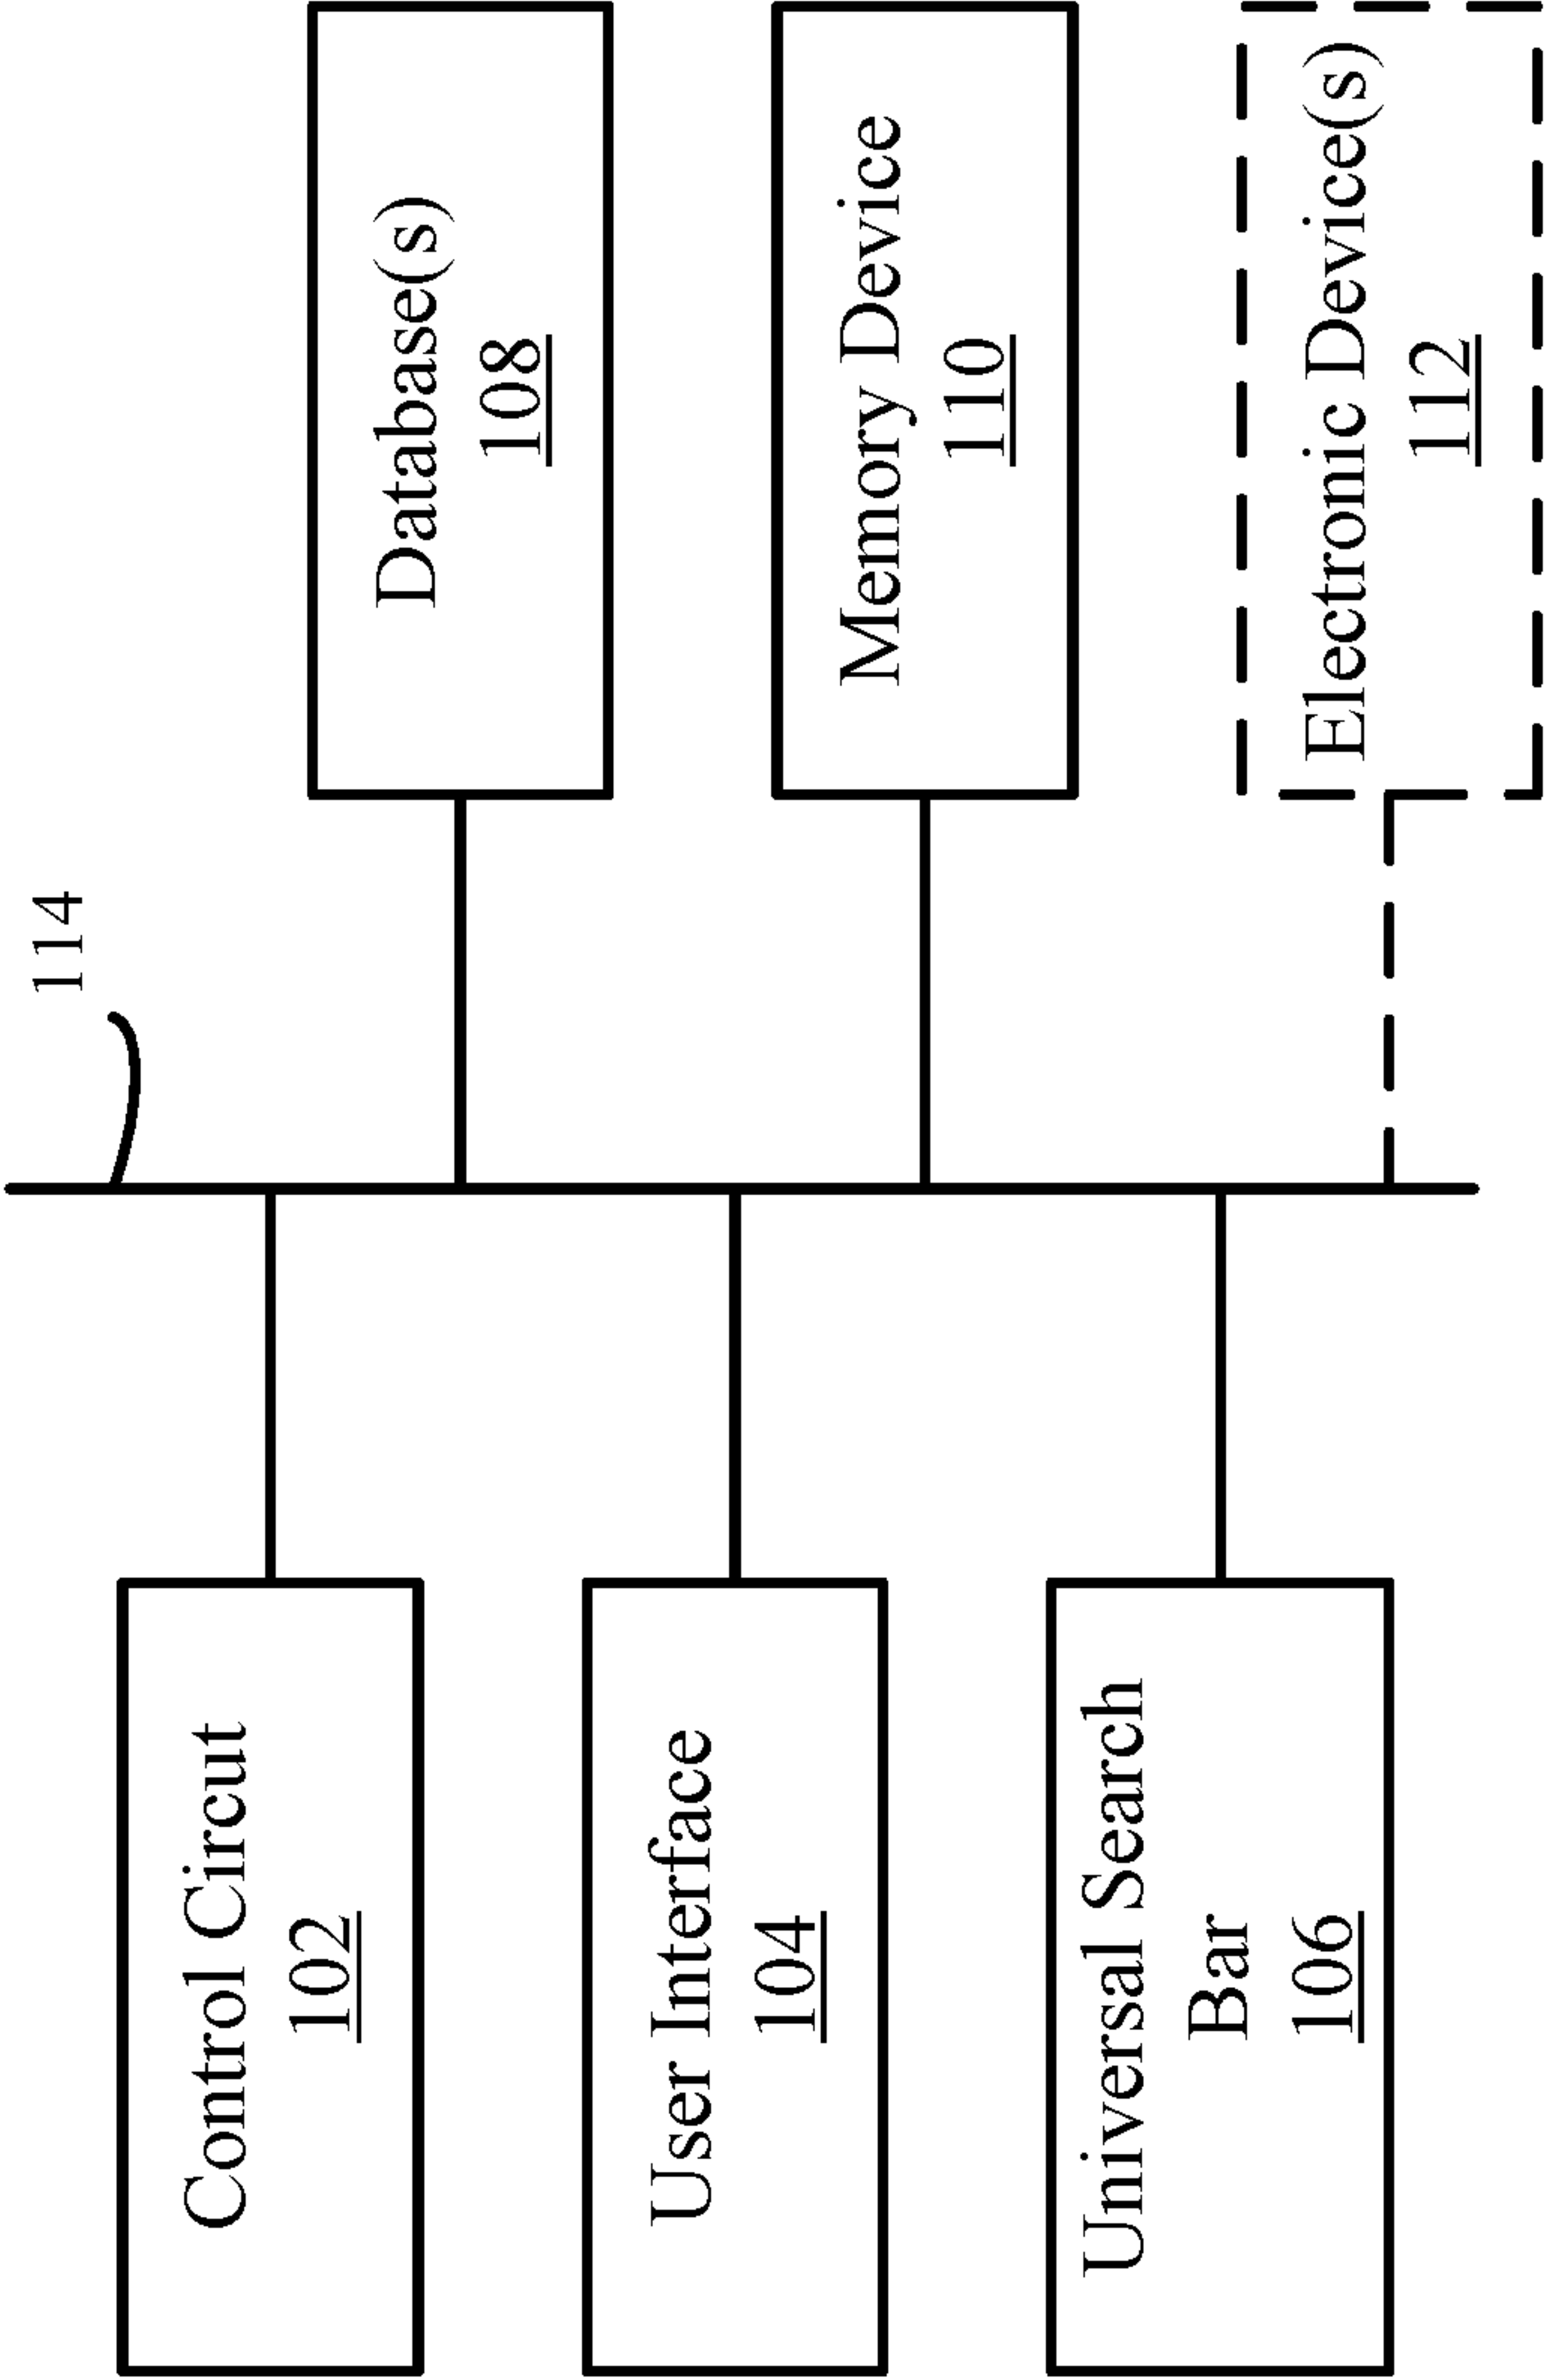 114
Control Circut
102
User Interface
104
Universal Search
Bar
106
Database(s)
108
Memory Device
110
Electronic Device(s)
112